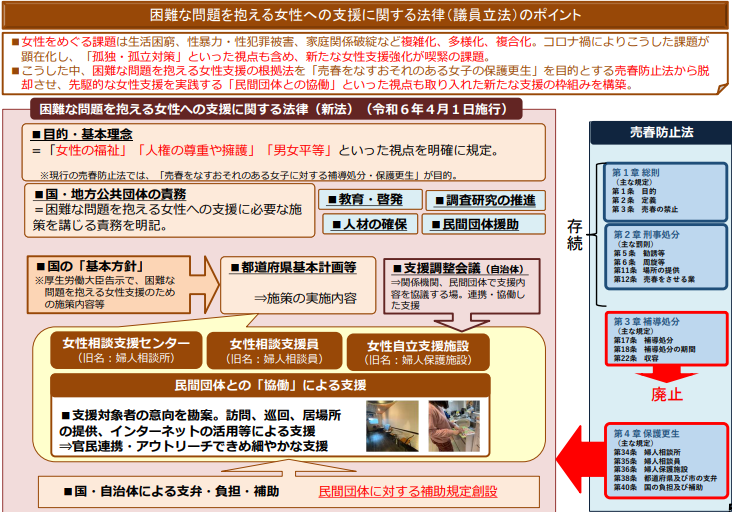 困難な問題を抱える女性への支援に関する法律（議員立法）のポイント
■女性をめぐる課題は生活困窮、性暴力・性犯罪被害、家庭関係破綻など複雑化、多様化、複合化。コロナ禍によりこうした課題が
顕在化し、「孤独・孤立対策」といった視点も含め、新たな女性支援強化が喫緊の課題。
■こうした中、困難な問題を抱える女性支援の根拠法を「売春をなすおそれのある女子の保護更生」を目的とする売春防止法から脱
却させ、先駆的な女性支援を実践する「民間団体との協働」といった視点も取り入れた新たな支援の枠組みを構築。
困難な問題を抱える女性への支援に関する法律（新法）（令和６年４月１日施行）
■目的・基本理念
＝「女性の福祉」「人権の尊重や擁護」「男女平等」といった視点を明確に規定。
※現行の売春防止法では、「売春をなすおそれのある女子に対する補導処分・保護更生」が目的。
■国・地方公共団体の責務
＝困難な問題を抱える女性への支援に必要な施
策を講じる責務を明記。
■教育・啓発
■調査研究の推進
■人材の確保
■民間団体援助
■国の「基本方針」
※厚生労働大臣告示で、困難な
問題を抱える女性支援のため
の施策内容等
■都道府県基本計画等
⇒施策の実施内容
■支援調整会議（自治体）
⇒関係機関、民間団体で支援内
容を協議する場。連携・協働し
た支援
女性相談支援センター
（旧名：婦人相談所）
女性相談支援員
（旧名：婦人相談員）
女性自立支援施設
（旧名：婦人保護施設）
民間団体との「協働」による支援
■支援対象者の意向を勘案。訪問、巡回、居場所
の提供、インターネットの活用等による支援
⇒官民連携・アウトリーチできめ細やかな支援
■国・自治体による支弁・負担・補助
民間団体に対する補助規定創設
売春防止法
存続
第１章 総則
（主な規定）
第１条 目的
第２条 定義
第３条 売春の禁止
第２章 刑事処分
（主な罰則）
第５条 勧誘等
第６条 周旋等
第11条 場所の提供
第12条 売春をさせる業
第３章 補導処分
（主な規定）
第17条 補導処分
第18条 補導処分の期間
第22条 収容
廃止
第４章 保護更生
第34条 婦人相談所
第35条 婦人相談員
第36条 婦人保護施設
第38条 都道府県及び市の支弁
第40条 国の負担及び補助